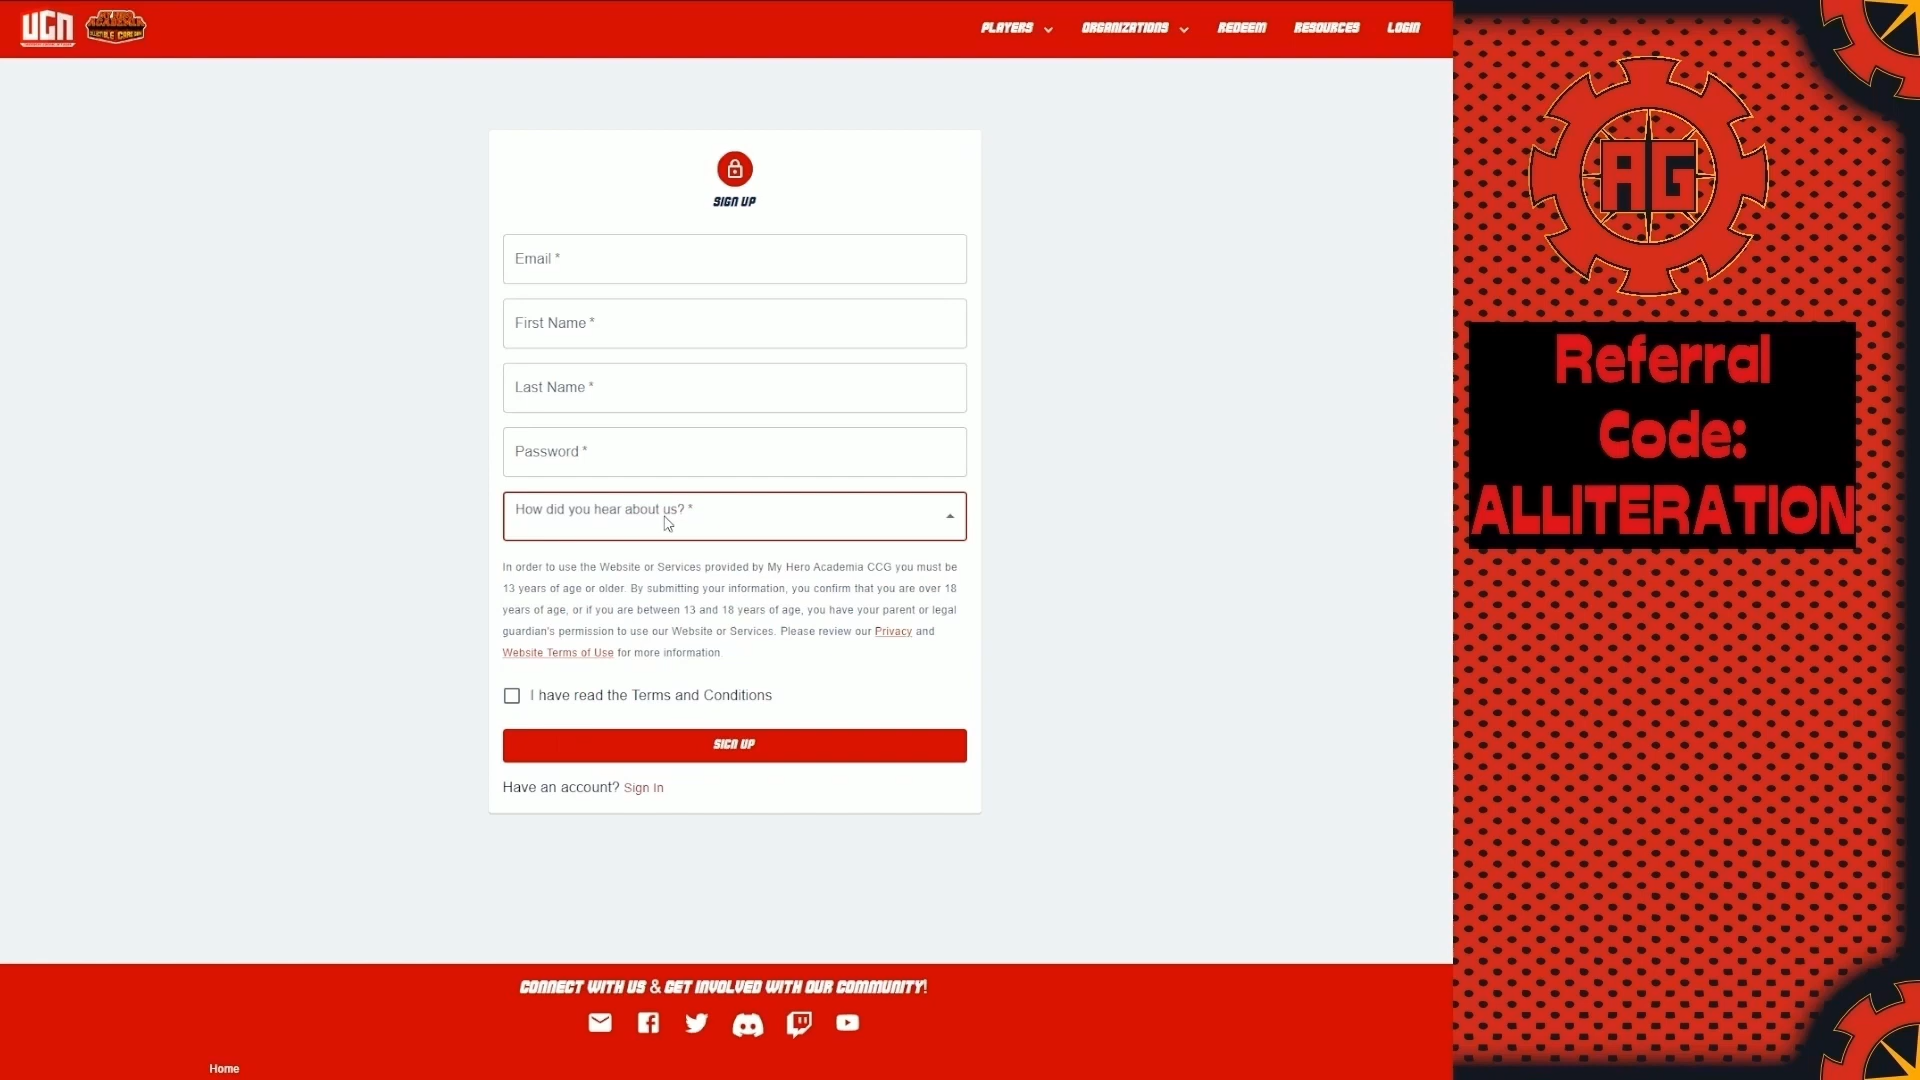 UGN
PLAYERS
ORGANIZATIONS
REDEEM
RESOURCES
LOGIN
SIGN UP
Email *
First Name *
Last Name *
Password *
How did you hear about us? *
In order to use the Website or Services provided by My Hero Academia CCG you must be
13 years of age or older. By submitting your information, you confirm that you are over 18
years of age, or if you are between 13 and 18 years of age, you have your parent or legal
guardian's permission to use our Website or Services. Please review our Privacy and
Website Terms of Use for more information.
I have read the Terms and Conditions
SIGN UP
Have an account? Sign In
CONNECT WITH US & GET INVOLVED WITH OUR COMMUNITY!
Home
AG
Referral
Code:
ALLITERATION